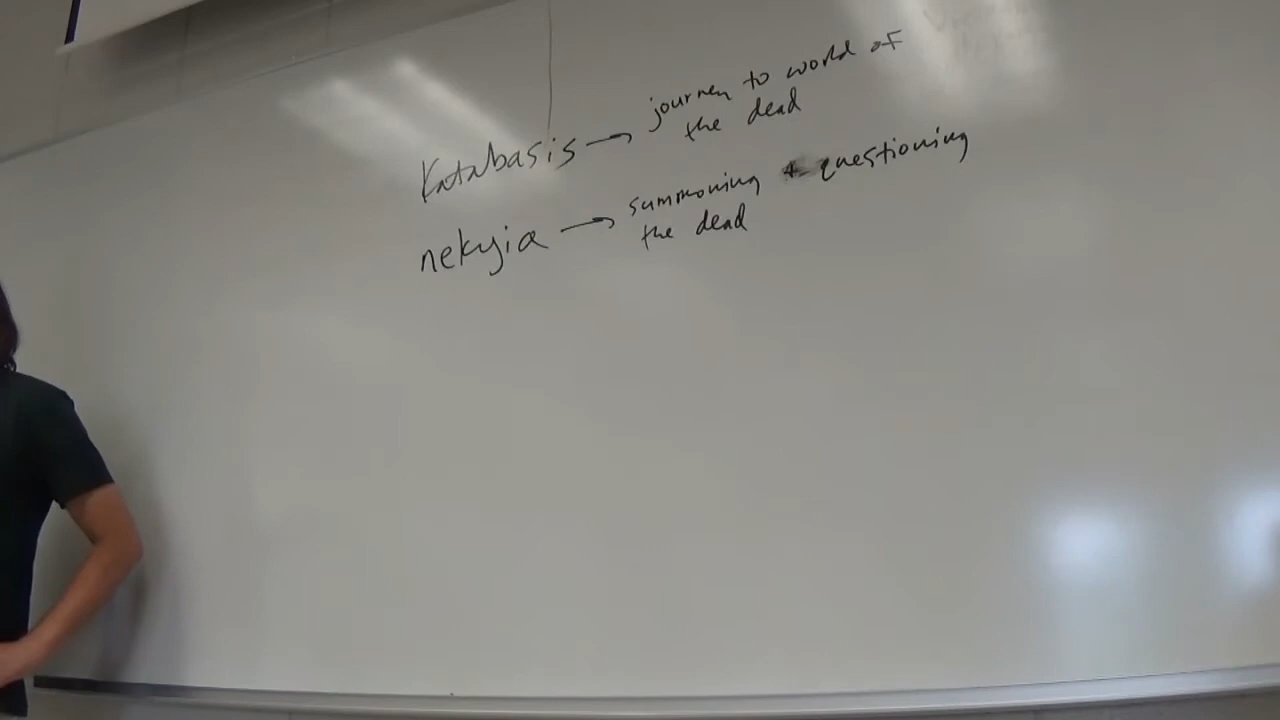 Katabasis → journey to world of
the dead
nekyia → summoning + questioning
the dead